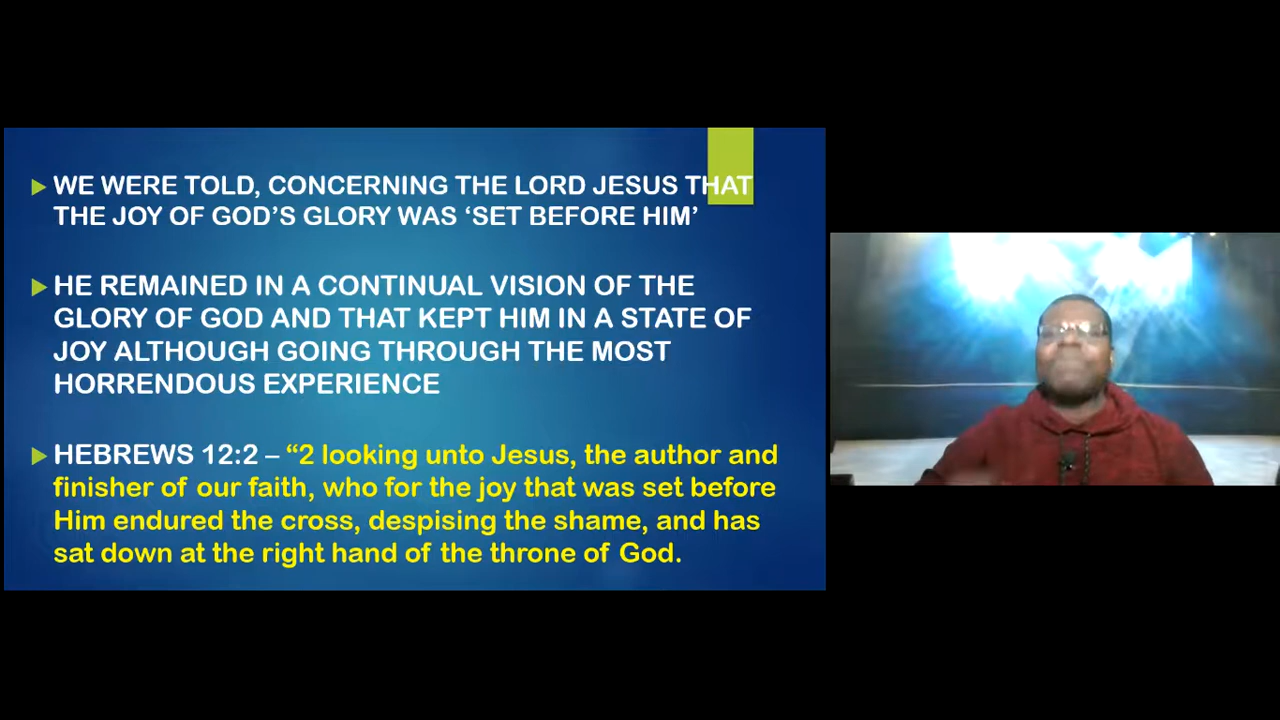 WE WERE TOLD, CONCERNING THE LORD JESUS THAT
THE JOY OF GOD’S GLORY WAS ‘SET BEFORE HIM’
HE REMAINED IN A CONTINUAL VISION OF THE
GLORY OF GOD AND THAT KEPT HIM IN A STATE OF
JOY ALTHOUGH GOING THROUGH THE MOST
HORRENDOUS EXPERIENCE
HEBREWS 12:2 – “2 looking unto Jesus, the author and
finisher of our faith, who for the joy that was set before
Him endured the cross, despising the shame, and has
sat down at the right hand of the throne of God.